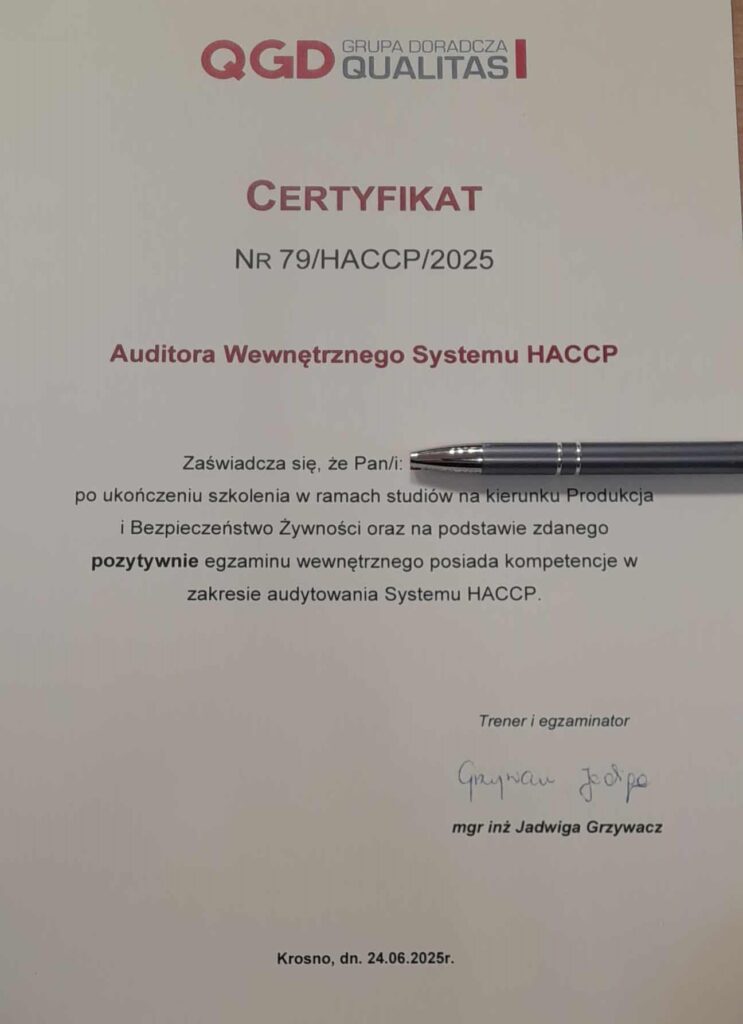 QGD GRUPA DORADCZA
QUALITAS
CERTYFIKAT
NR 79/HACCP/2025
Auditora Wewnętrznego Systemu HACCP
Zaświadcza się, że Pan/i:
po ukończeniu szkolenia w ramach studiów na kierunku Produkcja
i Bezpieczeństwo Żywności oraz na podstawie zdanego
pozytywnie egzaminu wewnętrznego posiada kompetencje w
zakresie audytowania Systemu HACCP.
Trener i egzaminator
mgr inż Jadwiga Grzywacz
Krosno, dn. 24.06.2025r.